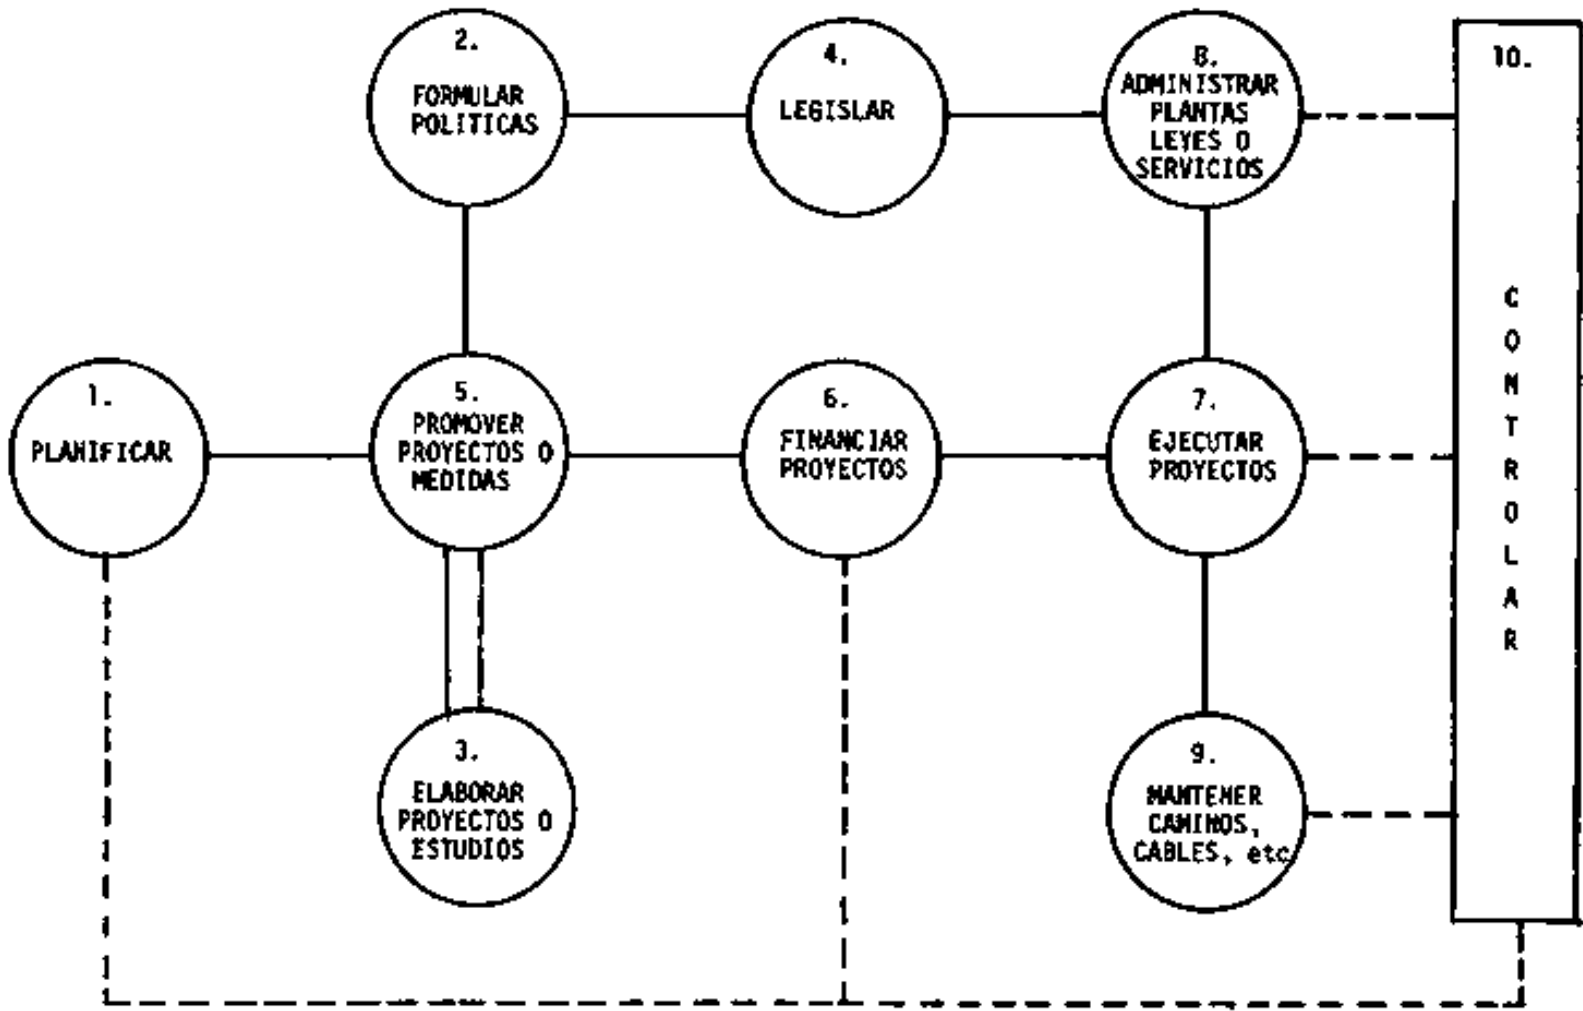 2.
FORMULAR
POLITICAS
4.
LEGISLAR
8.
ADMINISTRAR
PLANTAS
LEYES O
SERVICIOS
10.
CONTROLAR
1.
PLANIFICAR
5.
PROMOVER
PROYECTOS O
MEDIDAS
6.
FINANCIAR
PROYECTOS
7.
EJECUTAR
PROYECTOS
3.
ELABORAR
PROYECTOS O
ESTUDIOS
9.
MANTENER
CAMINOS,
CABLES, etc